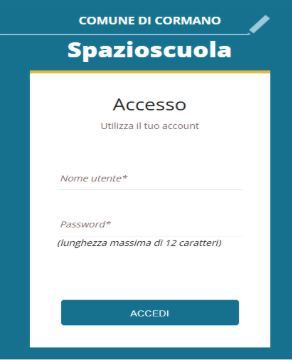 COMUNE DI CORMANO
Spazioscuola
Accesso
Utilizza il tuo account
Nome utente*
Password*
(lunghezza massima di 12 caratteri)
ACCEDI